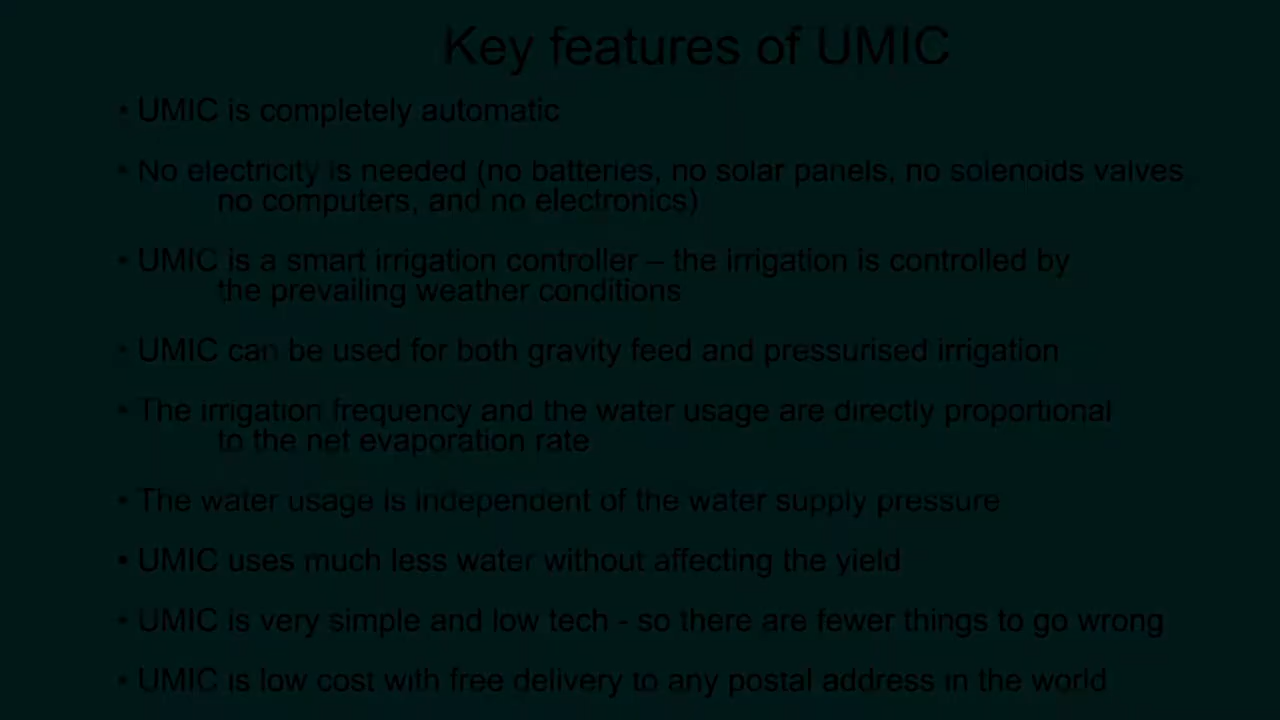 Key features of UMIC
• UMIC is completely automatic
• No electricity is needed (no batteries, no solar panels, no solenoids valves
no computers, and no electronics)
• UMIC is a smart irrigation controller – the irrigation is controlled by
the prevailing weather conditions
• UMIC can be used for both gravity feed and pressurised irrigation
• The irrigation frequency and the water usage are directly proportional
to the net evaporation rate
• The water usage is independent of the water supply pressure
• UMIC uses much less water without affecting the yield
• UMIC is very simple and low tech - so there are fewer things to go wrong
• UMIC is low cost with free delivery to any postal address in the world